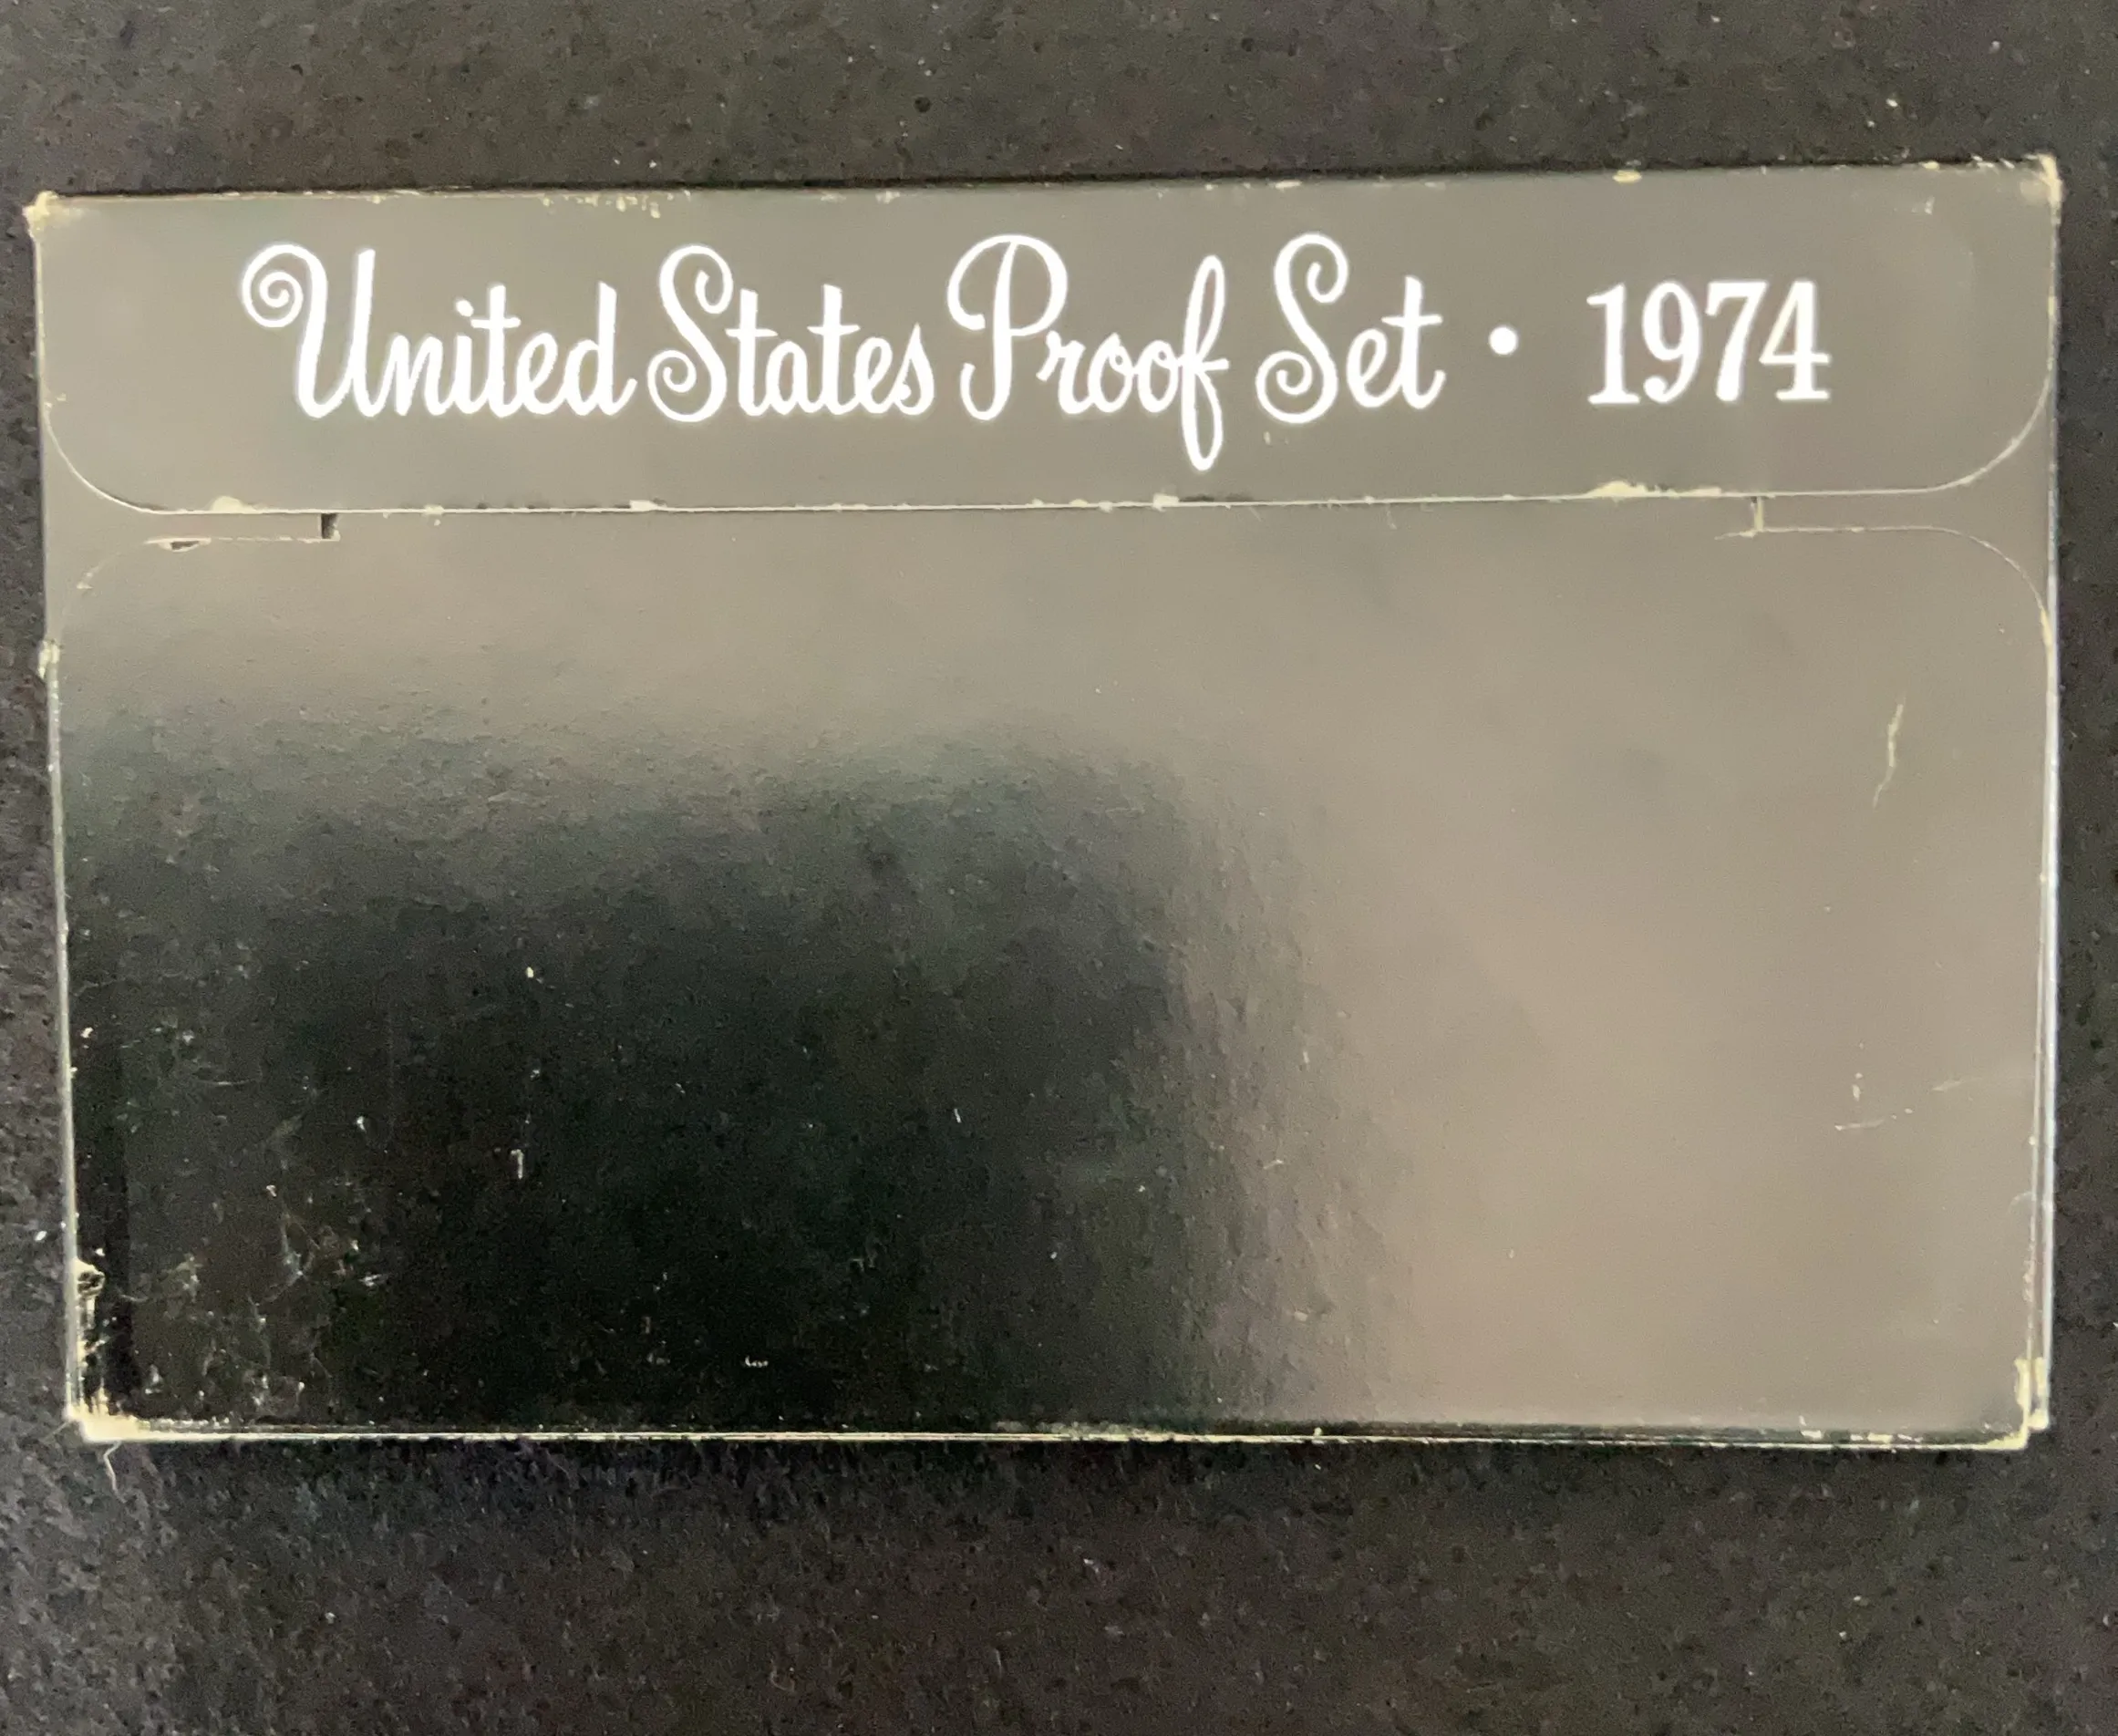 United States Proof Set • 1974